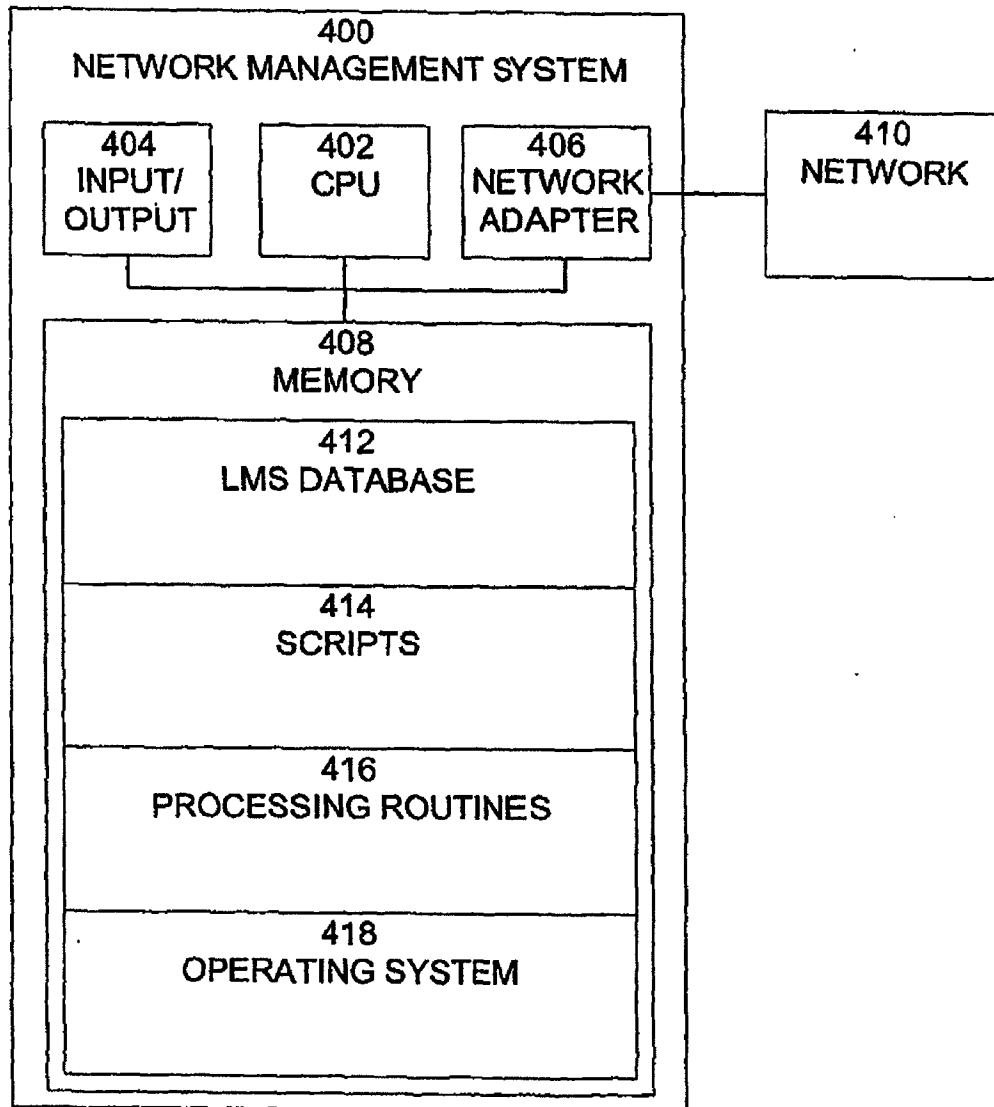 400
NETWORK MANAGEMENT SYSTEM
404
INPUT/
OUTPUT
402
CPU
406
NETWORK
ADAPTER
410
NETWORK
408
MEMORY
412
LMS DATABASE
414
SCRIPTS
416
PROCESSING ROUTINES
418
OPERATING SYSTEM